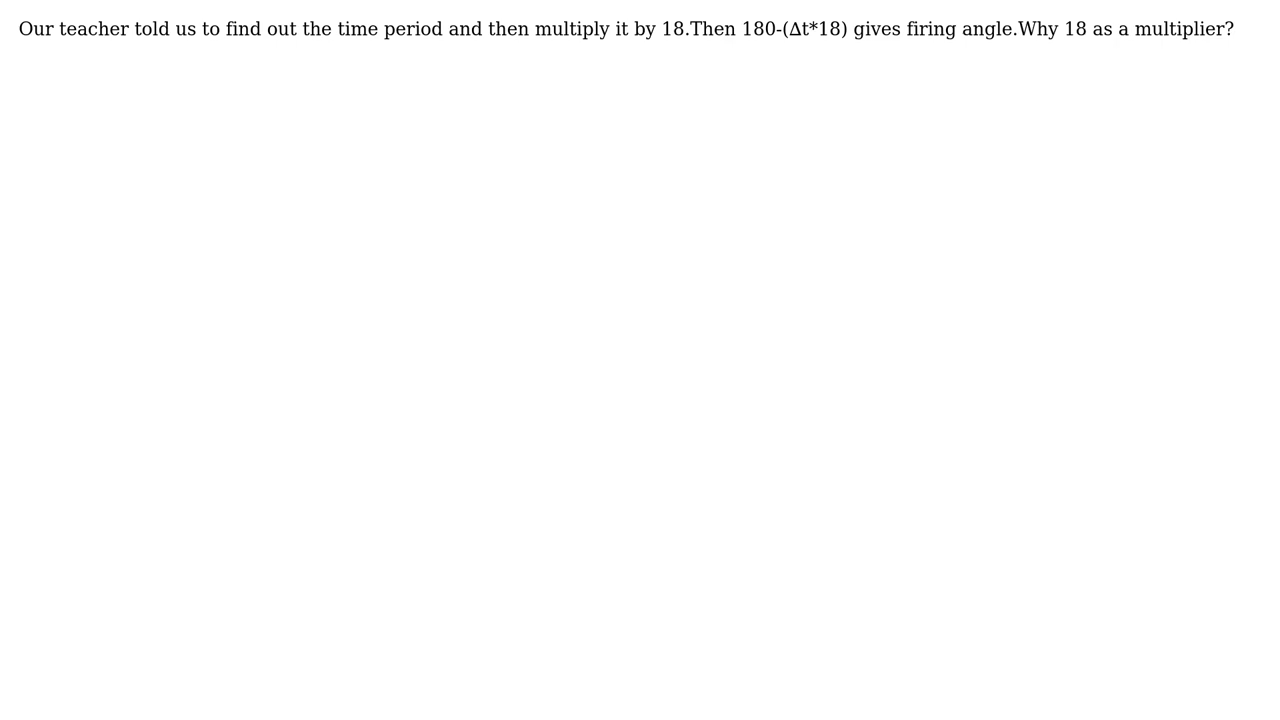 Our teacher told us to find out the time period and then multiply it by 18.Then 180-(Δt*18) gives firing angle.Why 18 as a multiplier?